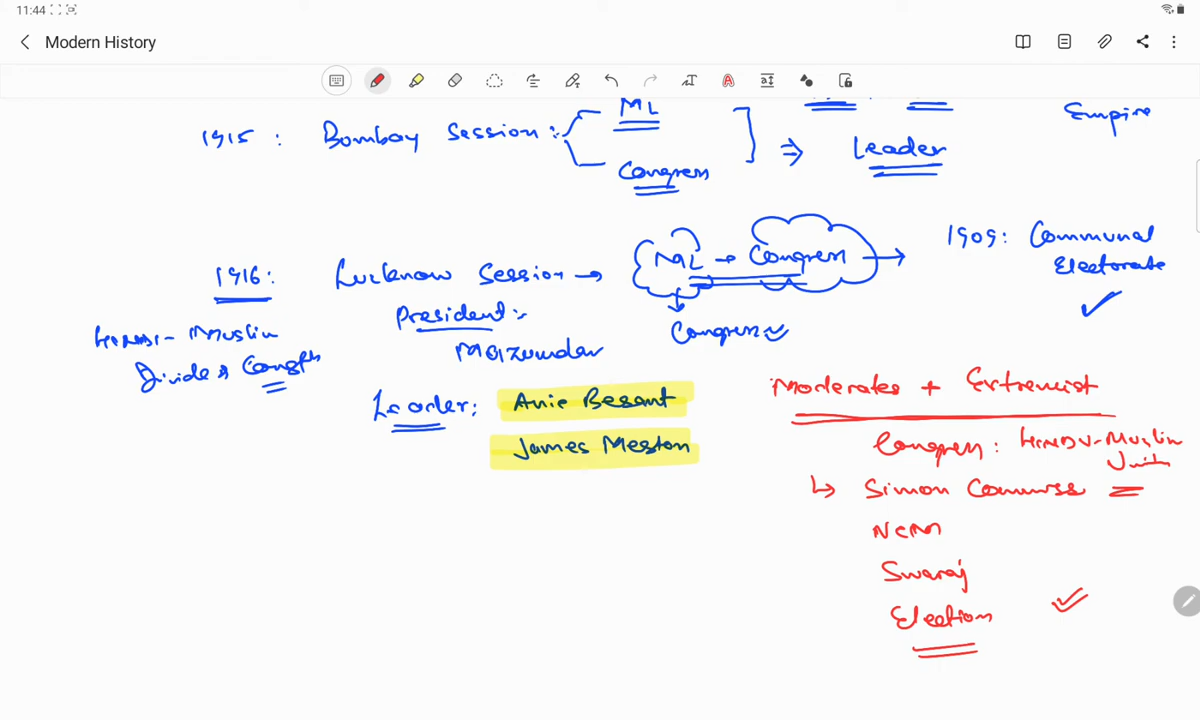 11:44
Modern History
ML
Empire
1915 : Bombay Session :
Congress
⇒ Leader
1916 : Lucknow Session →
ML → Congress →
1909: Communal
Electorate
President :-
Mazumdar
Congress
Hindu-Muslim
Divide &
Leader:
Anie Besant
James Meston
Moderates + Extremist
Congress : Hindu-Muslim
Unity
↳ Simon Commiss
NCM
Swaraj
Election